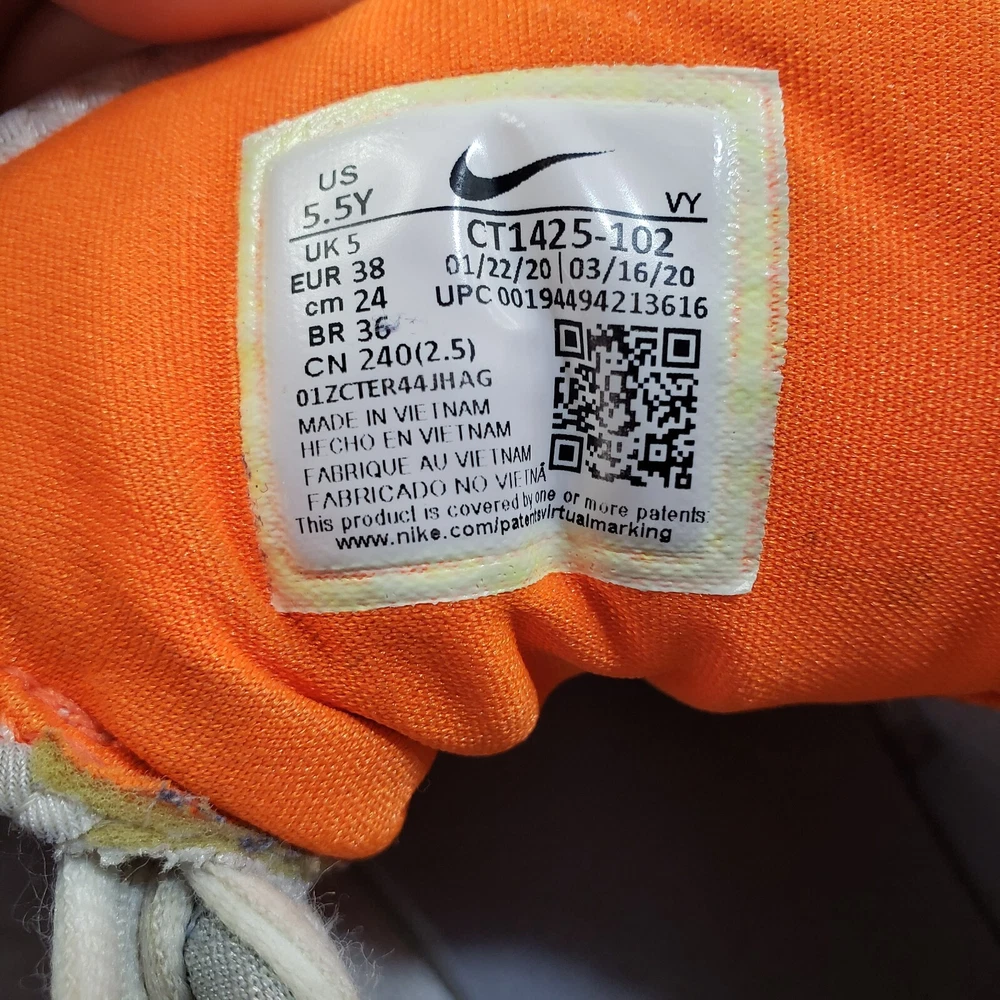 US
5.5Y
VY
UK 5
EUR 38
cm 24
BR 36
CN 240(2.5)
CT1425-102
01/22/20 | 03/16/20
UPC 00194494213616
01ZCTER44JHAG
MADE IN VIETNAM
HECHO EN VIETNAM
FABRIQUE AU VIETNAM
FABRICADO NO VIETNÃ
This product is covered by one or more patents.
www.nike.com/patentsvirtualmarking